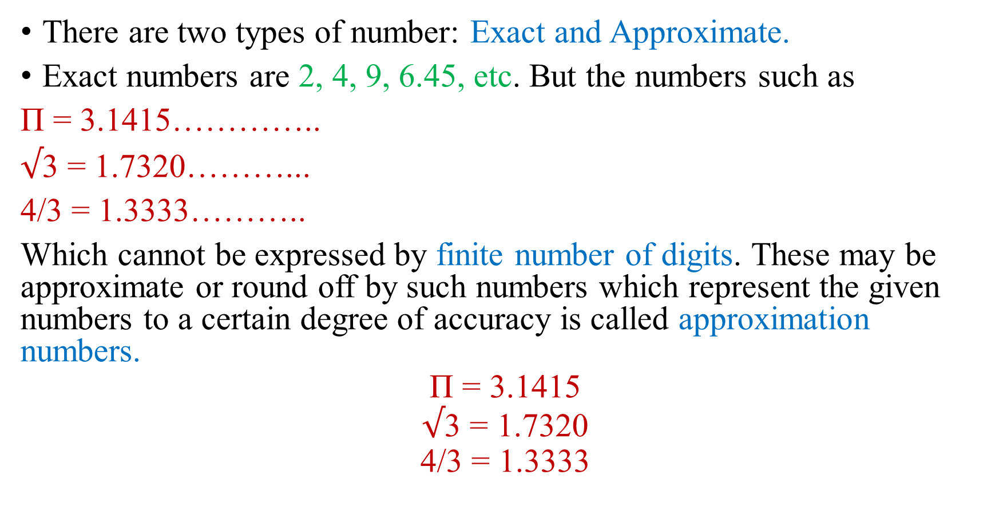 • There are two types of number: Exact and Approximate.
• Exact numbers are 2, 4, 9, 6.45, etc. But the numbers such as
Π = 3.1415…………..
√3 = 1.7320………...
4/3 = 1.3333………..
Which cannot be expressed by finite number of digits. These may be
approximate or round off by such numbers which represent the given
numbers to a certain degree of accuracy is called approximation
numbers.
Π = 3.1415
√3 = 1.7320
4/3 = 1.3333